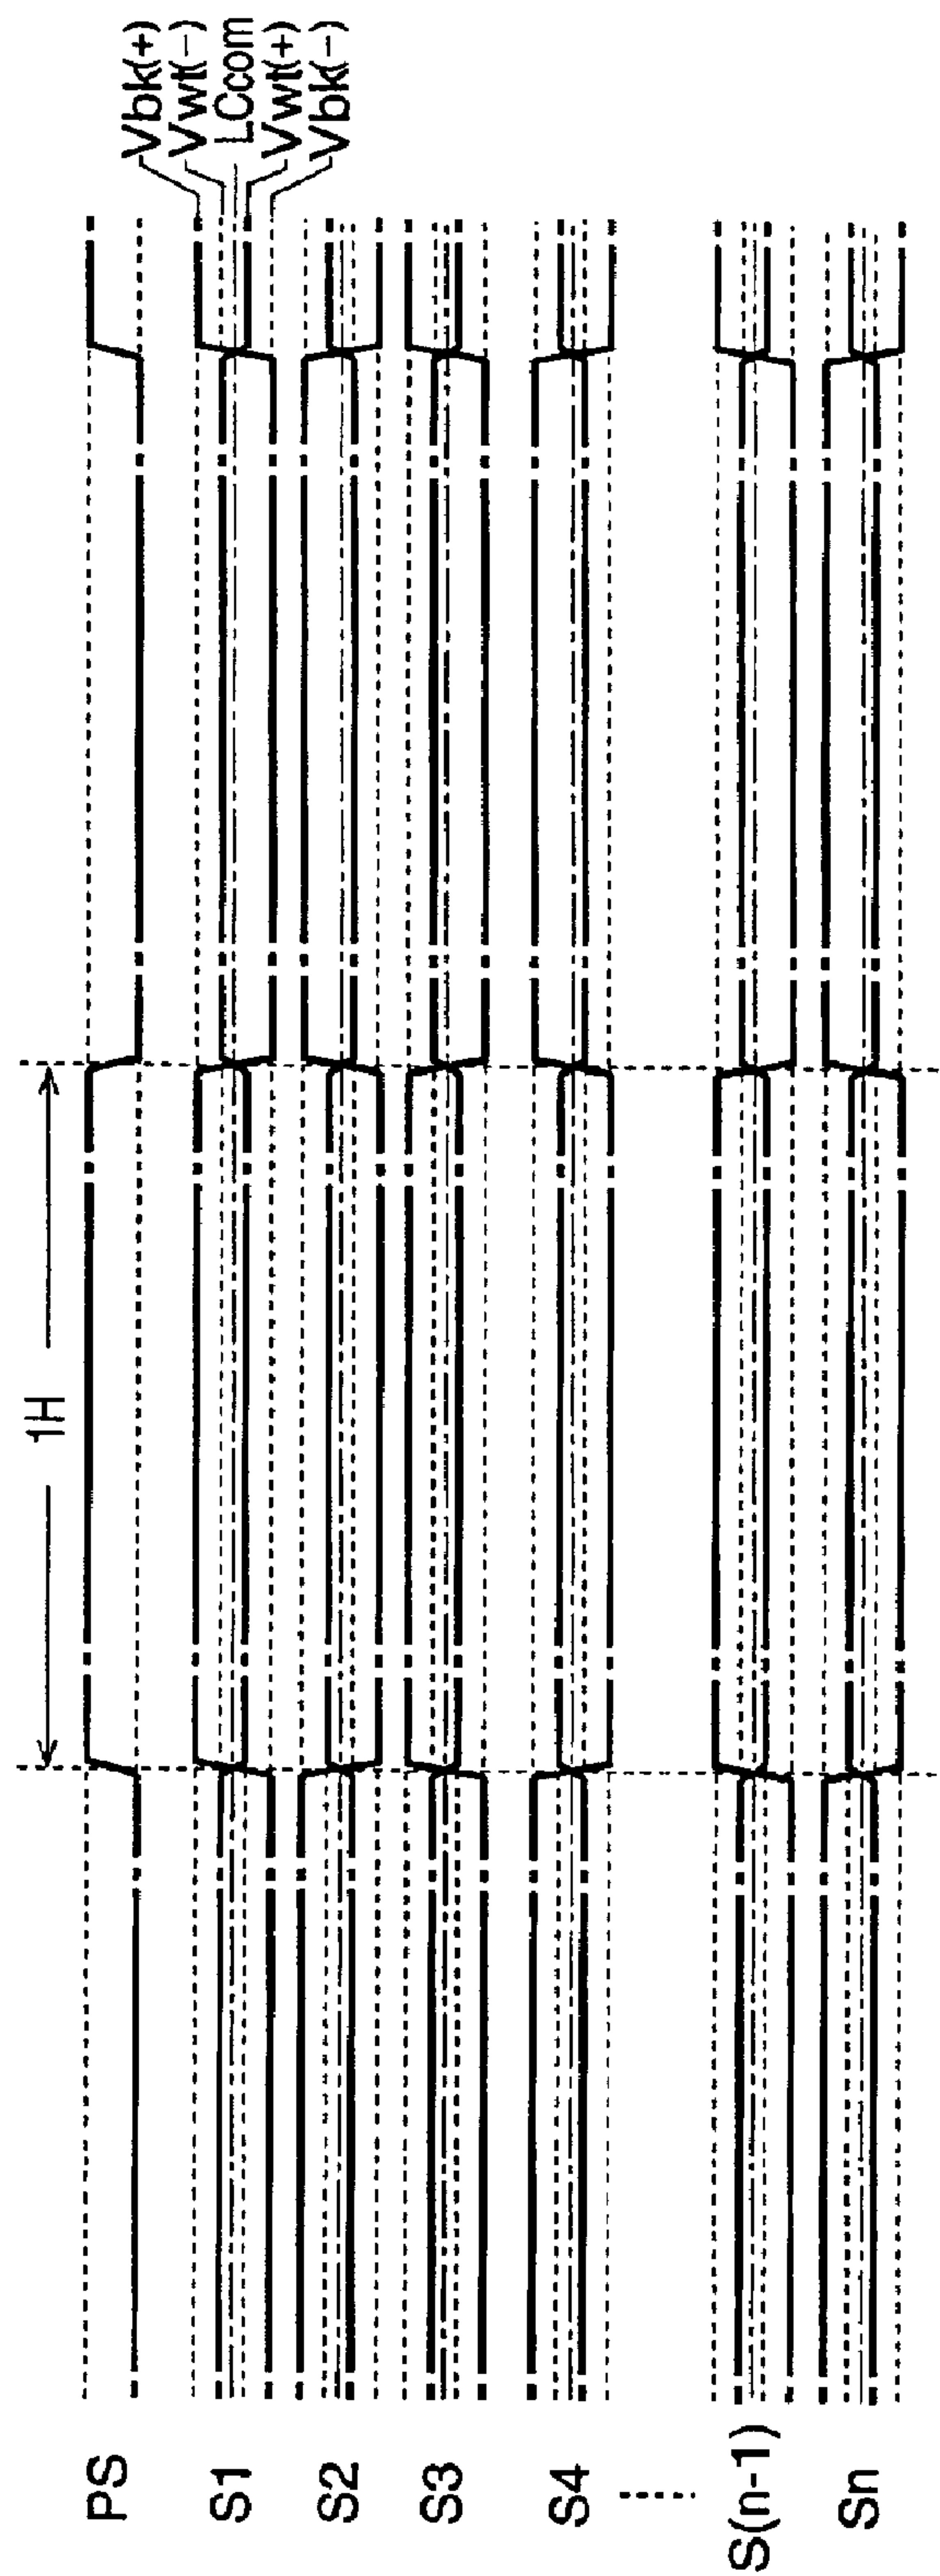 Vbk(+)
Vwt(−)
LCcom
Vwt(+)
Vbk(−)
1H
PS
S1
S2
S3
S4
S(n-1)
Sn